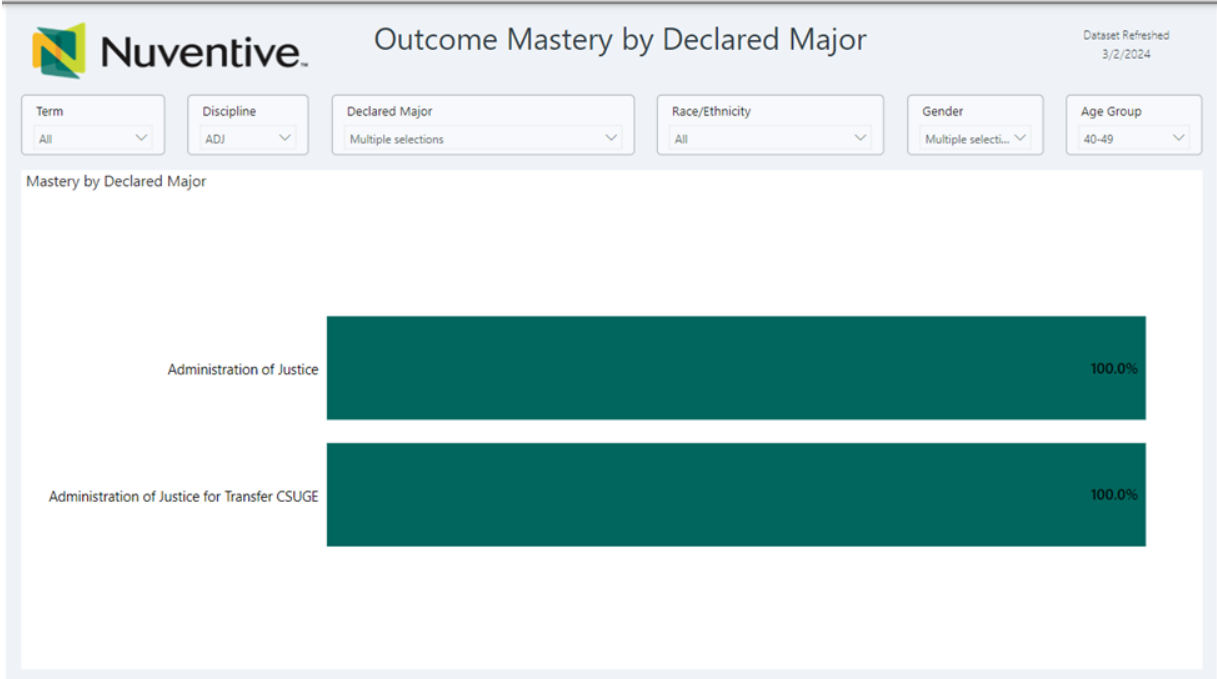 Nuventive™
Outcome Mastery by Declared Major
Dataset Refreshed
3/2/2024
Term
All
Discipline
ADJ
Declared Major
Multiple selections
Race/Ethnicity
All
Gender
Multiple selecti...
Age Group
40-49
Mastery by Declared Major
Administration of Justice
100.0%
Administration of Justice for Transfer CSUGE
100.0%